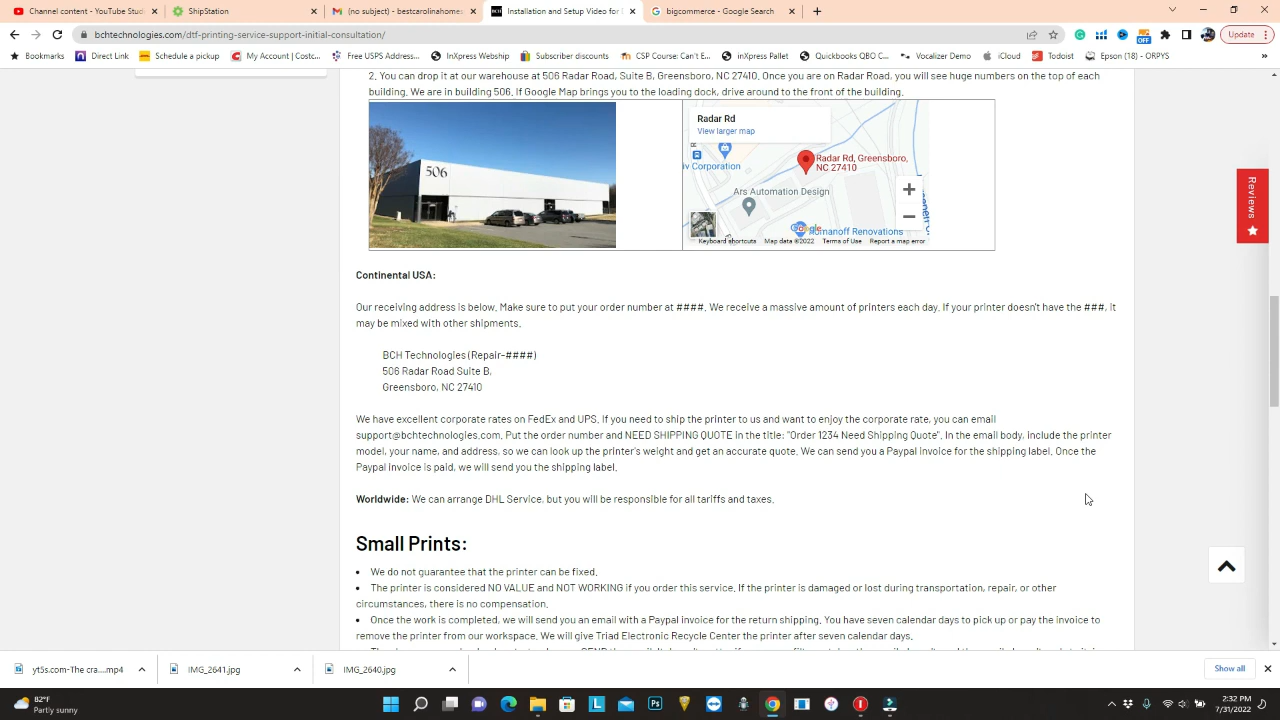 Channel content - YouTube Studi
ShipStation
(no subject) - bestcarolinahome
Installation and Setup Video for E
bigcommerce - Google Search
bchtechnologies.com/dtf-printing-service-support-initial-consultation/
OFF
Update
Bookmarks
Direct Link
Schedule a pickup
My Account | Costc...
Free USPS Address...
inXpress Webship
Subscriber discounts
CSP Course: Can't E...
inXpress Pallet
Quickbooks QBO C...
Vocalizer Demo
iCloud
Todoist
Epson (18) - ORPYS
2. You can drop it at our warehouse at 506 Radar Road, Suite B, Greensboro, NC 27410. Once you are on Radar Road, you will see huge numbers on the top of each
building. We are in building 506. If Google Map brings you to the loading dock, drive around to the front of the building.
506
Radar Rd
View larger map
iv Corporation
Radar Rd, Greensboro,
NC 27410
Ars Automation Design
Google
Keyboard shortcuts
Map data ©2022
Terms of Use
Report a map error
Reviews
Continental USA:
Our receiving address is below. Make sure to put your order number at ####. We receive a massive amount of printers each day. If your printer doesn't have the ###, it
may be mixed with other shipments.
BCH Technologies (Repair-####)
506 Radar Road Suite B,
Greensboro, NC 27410
We have excellent corporate rates on FedEx and UPS. If you need to ship the printer to us and want to enjoy the corporate rate, you can email
support@bchtechnologies.com. Put the order number and NEED SHIPPING QUOTE in the title: "Order 1234 Need Shipping Quote". In the email body, include the printer
model, your name, and address, so we can look up the printer's weight and get an accurate quote. We can send you a Paypal invoice for the shipping label. Once the
Paypal invoice is paid, we will send you the shipping label.
Worldwide: We can arrange DHL Service, but you will be responsible for all tariffs and taxes.
Small Prints:
• We do not guarantee that the printer can be fixed.
• The printer is considered NO VALUE and NOT WORKING if you order this service. If the printer is damaged or lost during transportation, repair, or other
circumstances, there is no compensation.
• Once the work is completed, we will send you an email with a Paypal invoice for the return shipping. You have seven calendar days to pick up or pay the invoice to
remove the printer from our workspace. We will give Triad Electronic Recycle Center the printer after seven calendar days.
yt5s.com-The cra....mp4
IMG_2641.jpg
IMG_2640.jpg
Show all
82°F
Partly sunny
2:32 PM
7/31/2022